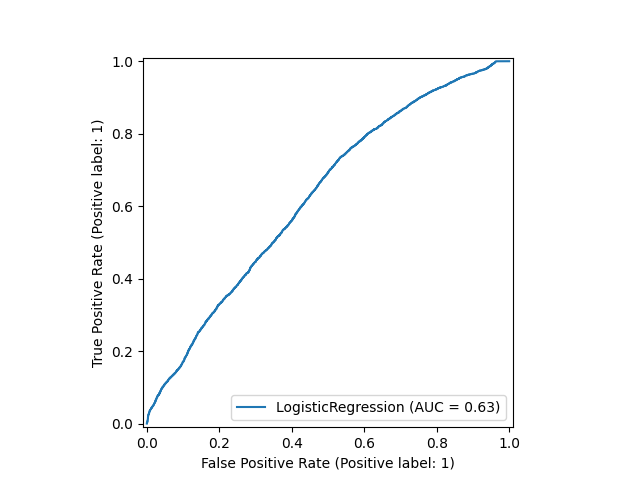 1.0
0.8
0.6
0.4
0.2
0.0
True Positive Rate (Positive label: 1)
LogisticRegression (AUC = 0.63)
0.0 0.2 0.4 0.6 0.8 1.0
False Positive Rate (Positive label: 1)